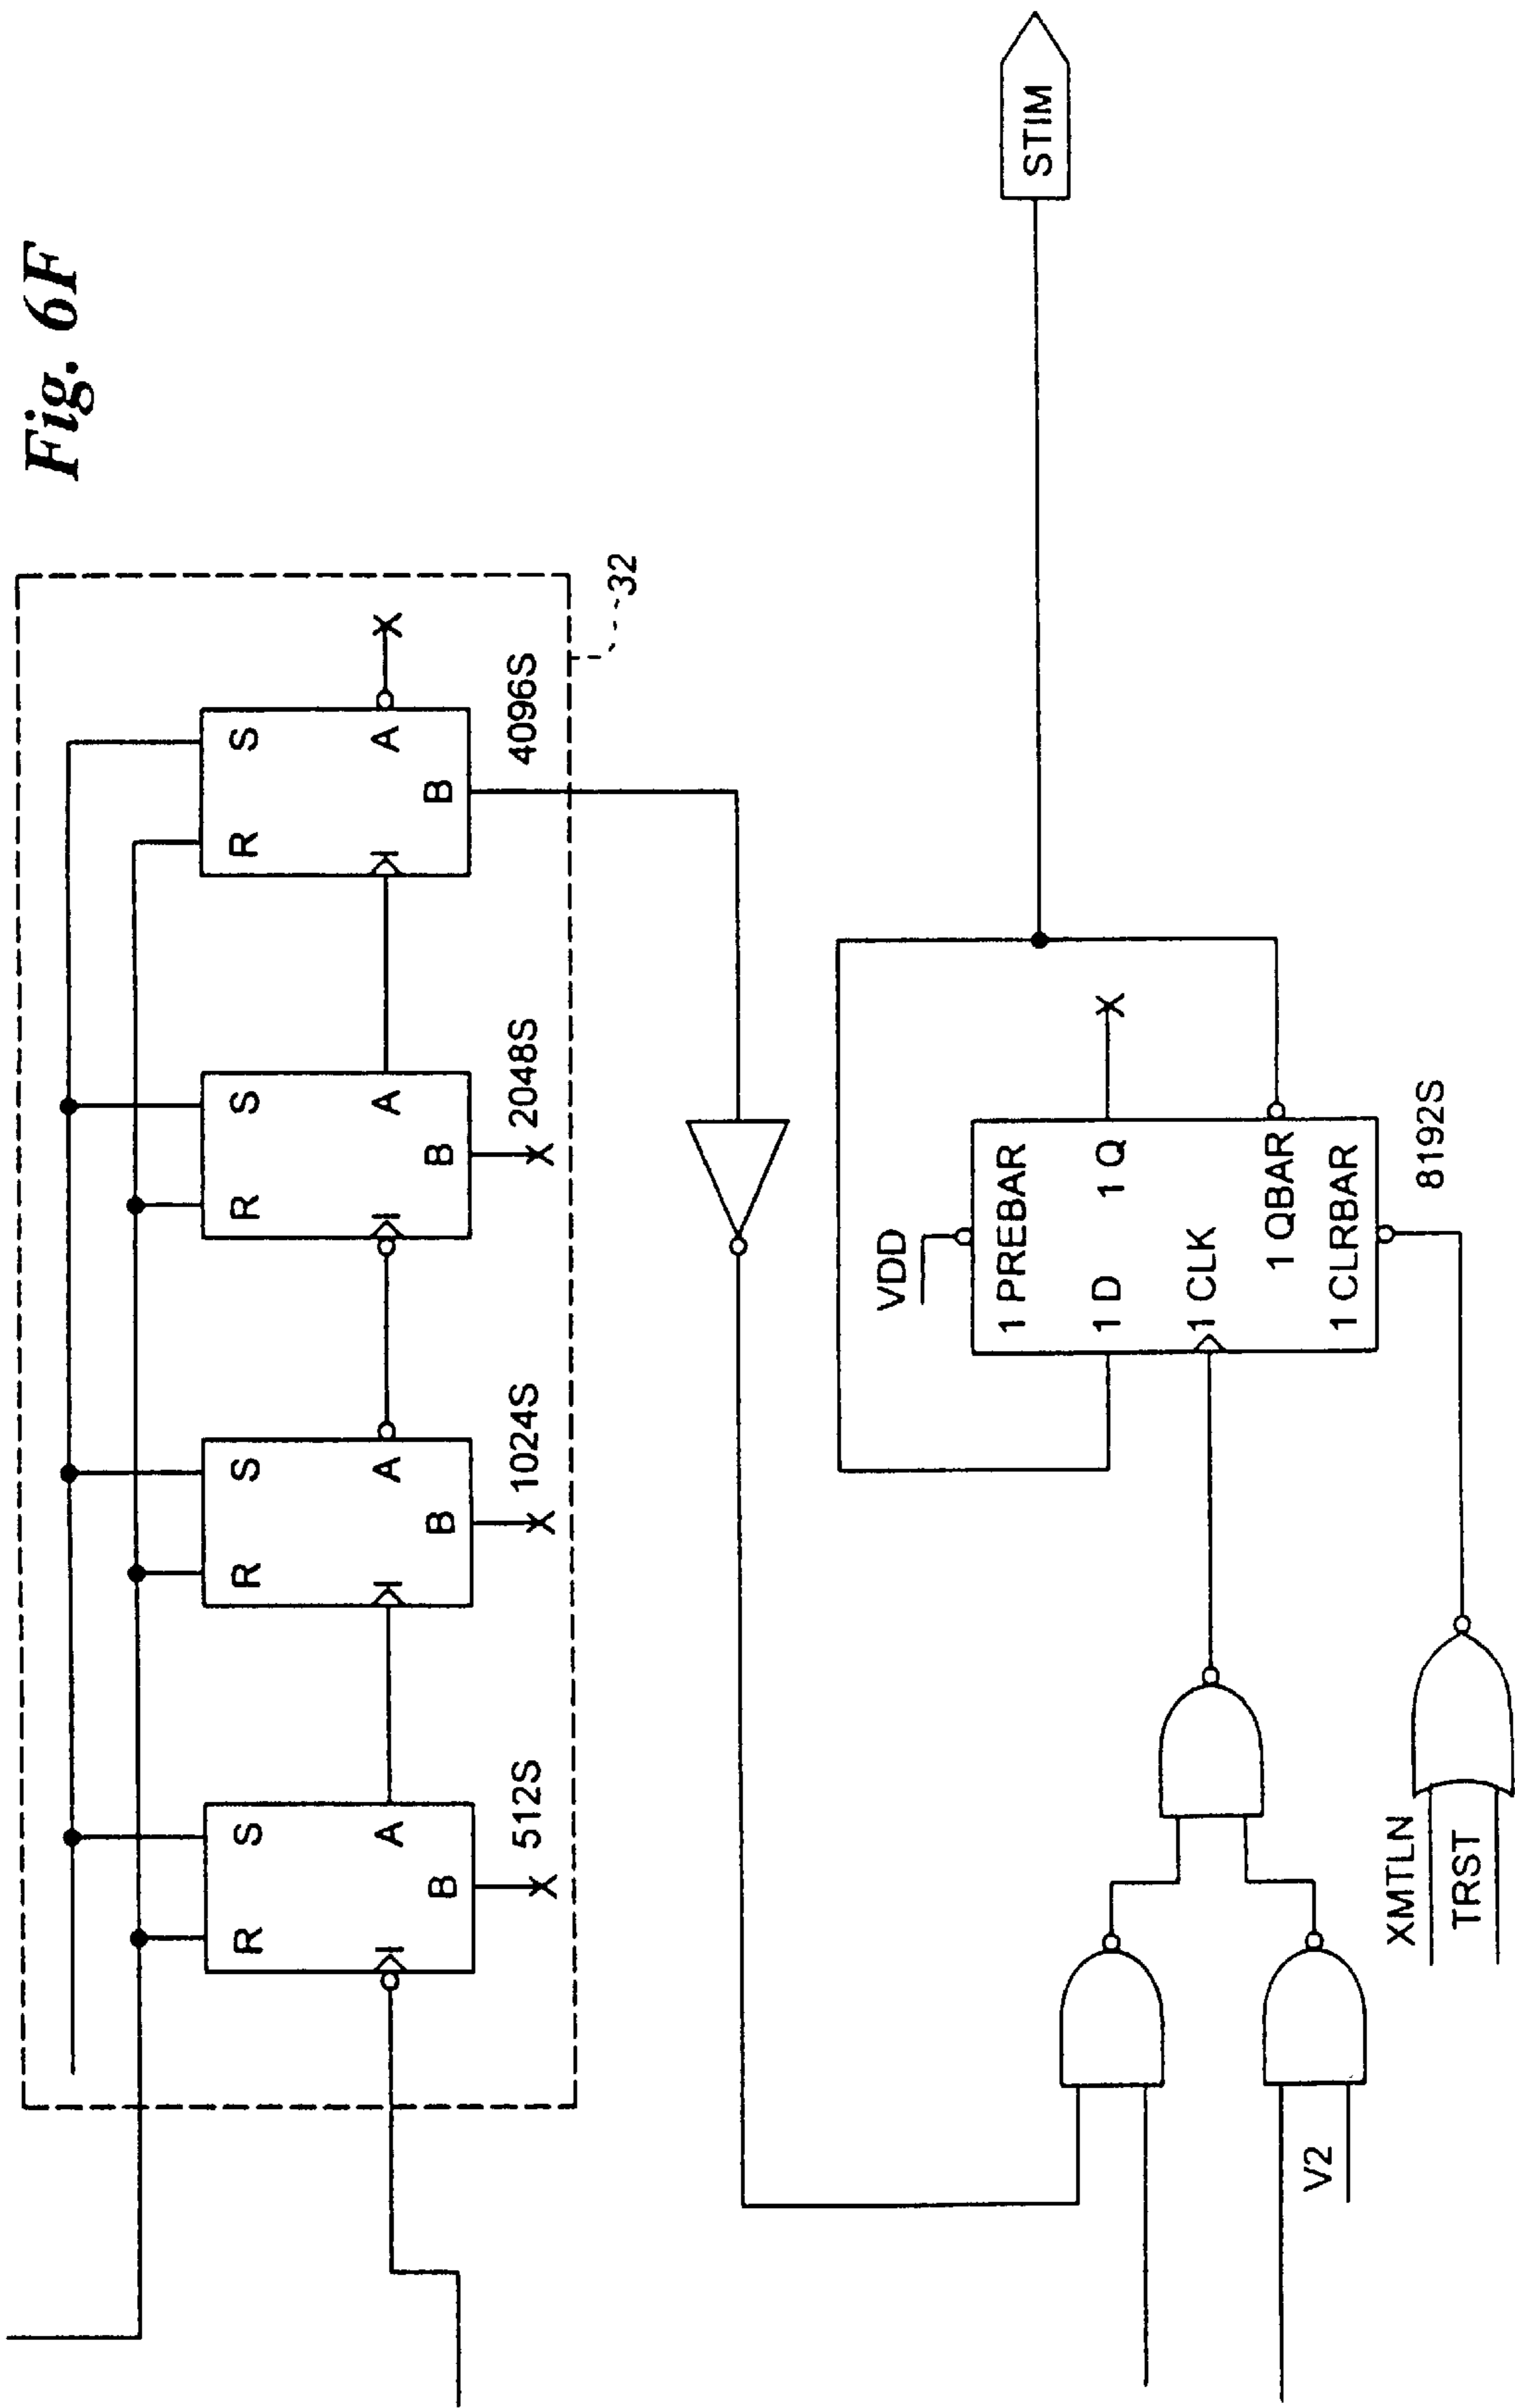 Fig. 6F
32
R
S
A
B
512S
X
R
S
A
B
1024S
X
R
S
A
B
2048S
X
R
S
A
B
4096S
X
VDD
1 PREBAR
1 D
1 Q
X
1 CLK
1 QBAR
1 CLRBAR
8192S
STIM
V2
XMTLN
TRST